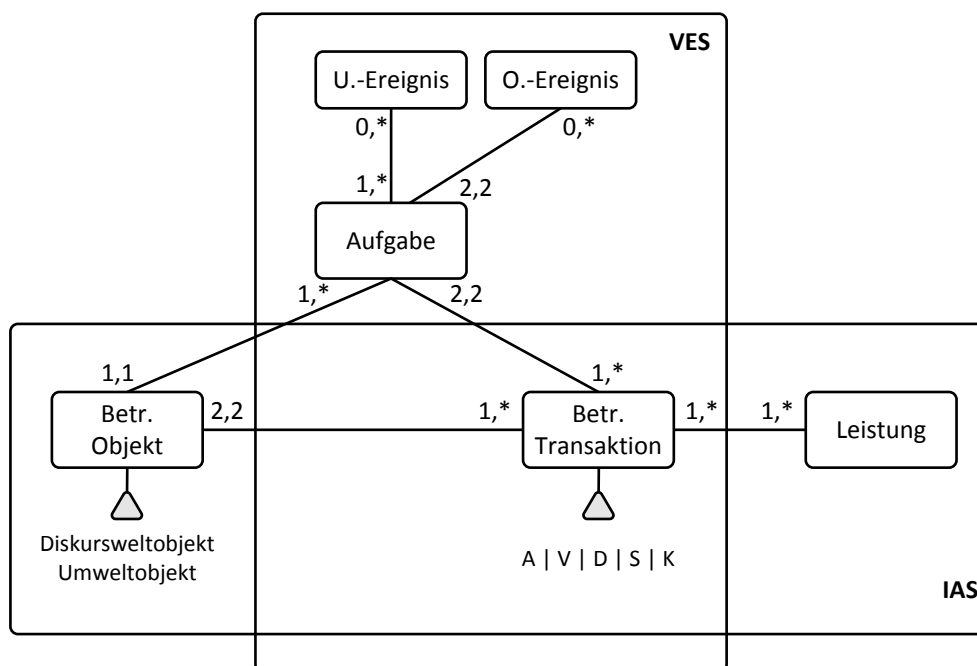 VES
U.-Ereignis
O.-Ereignis
0,*
0,*
1,*
2,2
Aufgabe
1,*
2,2
1,1
1,*
Betr.
Objekt
2,2
1,*
Betr.
Transaktion
1,*
1,*
Leistung
Diskursweltobjekt
Umweltobjekt
A | V | D | S | K
IAS